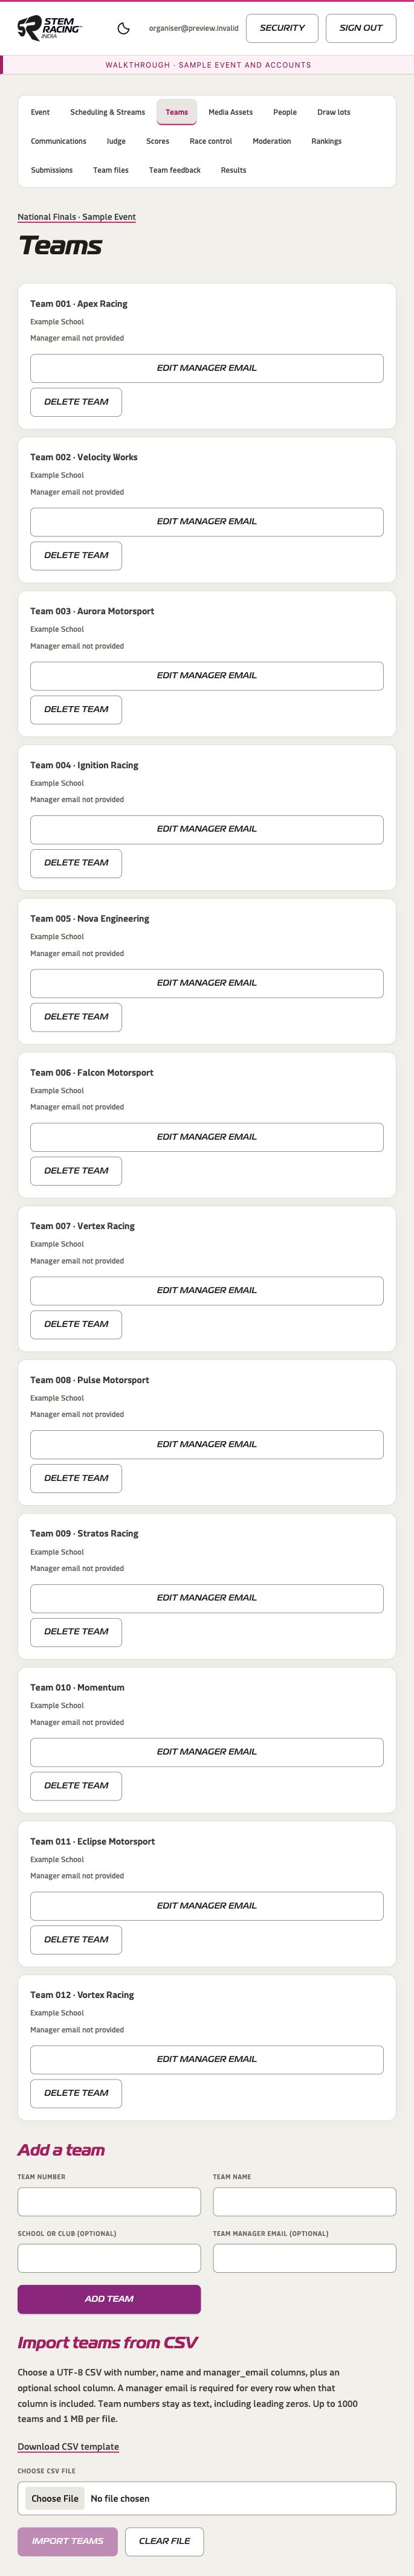 STEM
RACING
INDIA
organiser@preview.invalid
SECURITY
SIGN OUT
WALKTHROUGH · SAMPLE EVENT AND ACCOUNTS
Event Scheduling & Streams Teams Media Assets People Draw lots
Communications Judge Scores Race control Moderation Rankings
Submissions Team files Team feedback Results
National Finals · Sample Event
Teams
Team 001 · Apex Racing
Example School
Manager email not provided
EDIT MANAGER EMAIL
DELETE TEAM
Team 002 · Velocity Works
Example School
Manager email not provided
EDIT MANAGER EMAIL
DELETE TEAM
Team 003 · Aurora Motorsport
Example School
Manager email not provided
EDIT MANAGER EMAIL
DELETE TEAM
Team 004 · Ignition Racing
Example School
Manager email not provided
EDIT MANAGER EMAIL
DELETE TEAM
Team 005 · Nova Engineering
Example School
Manager email not provided
EDIT MANAGER EMAIL
DELETE TEAM
Team 006 · Falcon Motorsport
Example School
Manager email not provided
EDIT MANAGER EMAIL
DELETE TEAM
Team 007 · Vertex Racing
Example School
Manager email not provided
EDIT MANAGER EMAIL
DELETE TEAM
Team 008 · Pulse Motorsport
Example School
Manager email not provided
EDIT MANAGER EMAIL
DELETE TEAM
Team 009 · Stratos Racing
Example School
Manager email not provided
EDIT MANAGER EMAIL
DELETE TEAM
Team 010 · Momentum
Example School
Manager email not provided
EDIT MANAGER EMAIL
DELETE TEAM
Team 011 · Eclipse Motorsport
Example School
Manager email not provided
EDIT MANAGER EMAIL
DELETE TEAM
Team 012 · Vortex Racing
Example School
Manager email not provided
EDIT MANAGER EMAIL
DELETE TEAM
Add a team
TEAM NUMBER TEAM NAME
SCHOOL OR CLUB (OPTIONAL) TEAM MANAGER EMAIL (OPTIONAL)
ADD TEAM
Import teams from CSV
Choose a UTF-8 CSV with number, name and manager_email columns, plus an
optional school column. A manager email is required for every row when that
column is included. Team numbers stay as text, including leading zeros. Up to 1000
teams and 1 MB per file.
Download CSV template
CHOOSE CSV FILE
Choose File No file chosen
IMPORT TEAMS CLEAR FILE